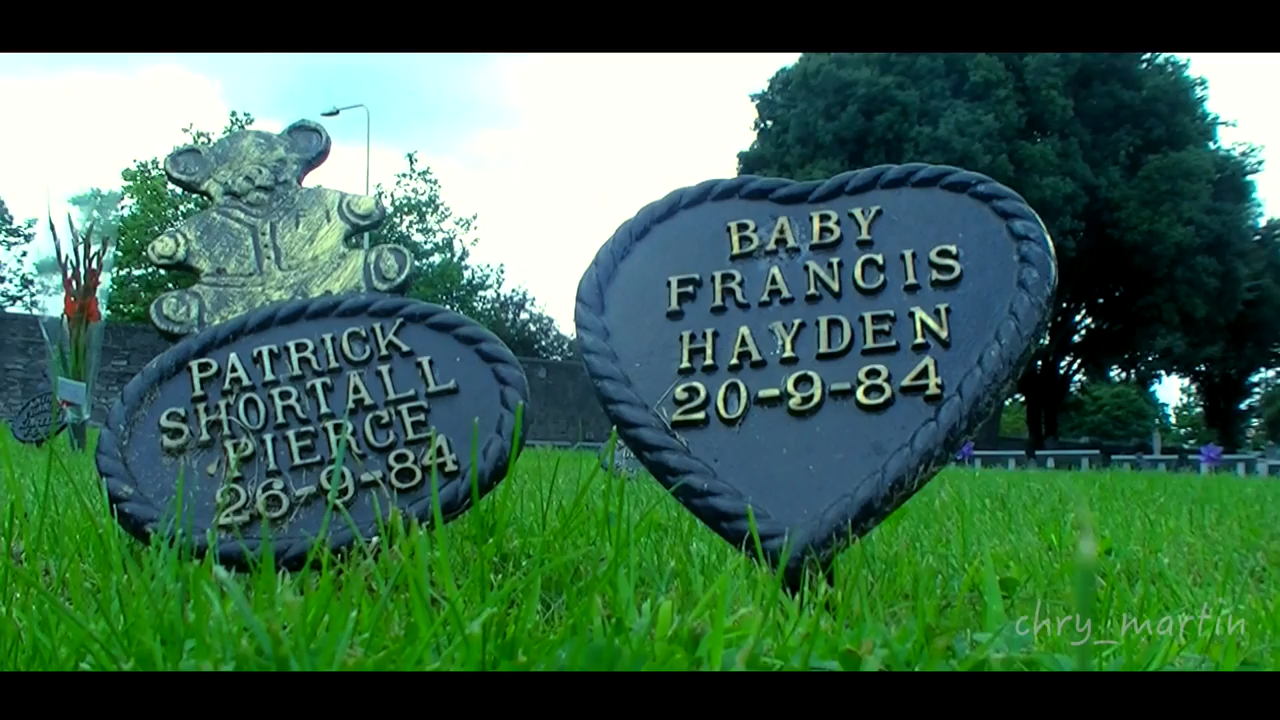 PATRICK
SHORTALL
PIERCE
26-9-84
BABY
FRANCIS
HAYDEN
20-9-84
chry_martin